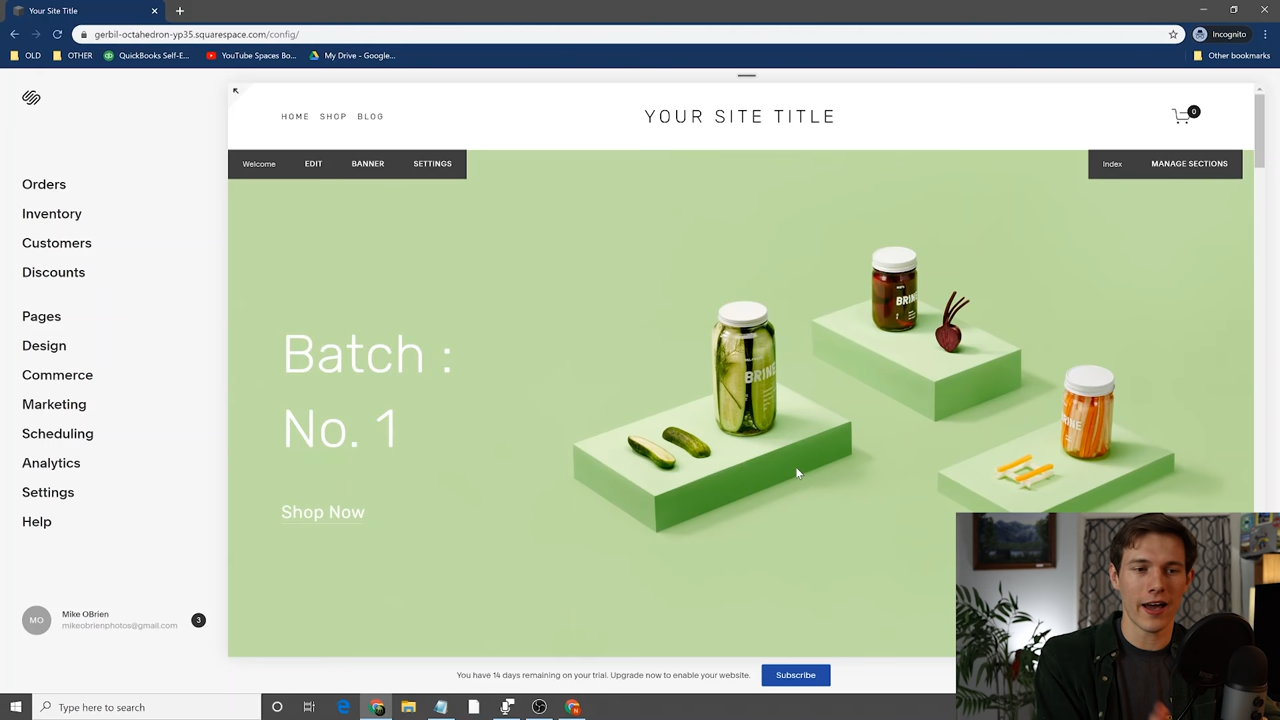 Your Site Title
gerbil-octahedron-yp35.squarespace.com/config/
Incognito
OLD
OTHER
QuickBooks Self-E...
YouTube Spaces Bo...
My Drive - Google...
Other bookmarks
HOME SHOP BLOG
YOUR SITE TITLE
0
Welcome EDIT BANNER SETTINGS
Index MANAGE SECTIONS
Orders
Inventory
Customers
Discounts
Pages
Design
Commerce
Marketing
Scheduling
Analytics
Settings
Help
Batch :
No. 1
Shop Now
BRINE
BRINE
BRINE
MO
Mike OBrien
mikeobrienphotos@gmail.com
3
You have 14 days remaining on your trial. Upgrade now to enable your website.
Subscribe
Type here to search